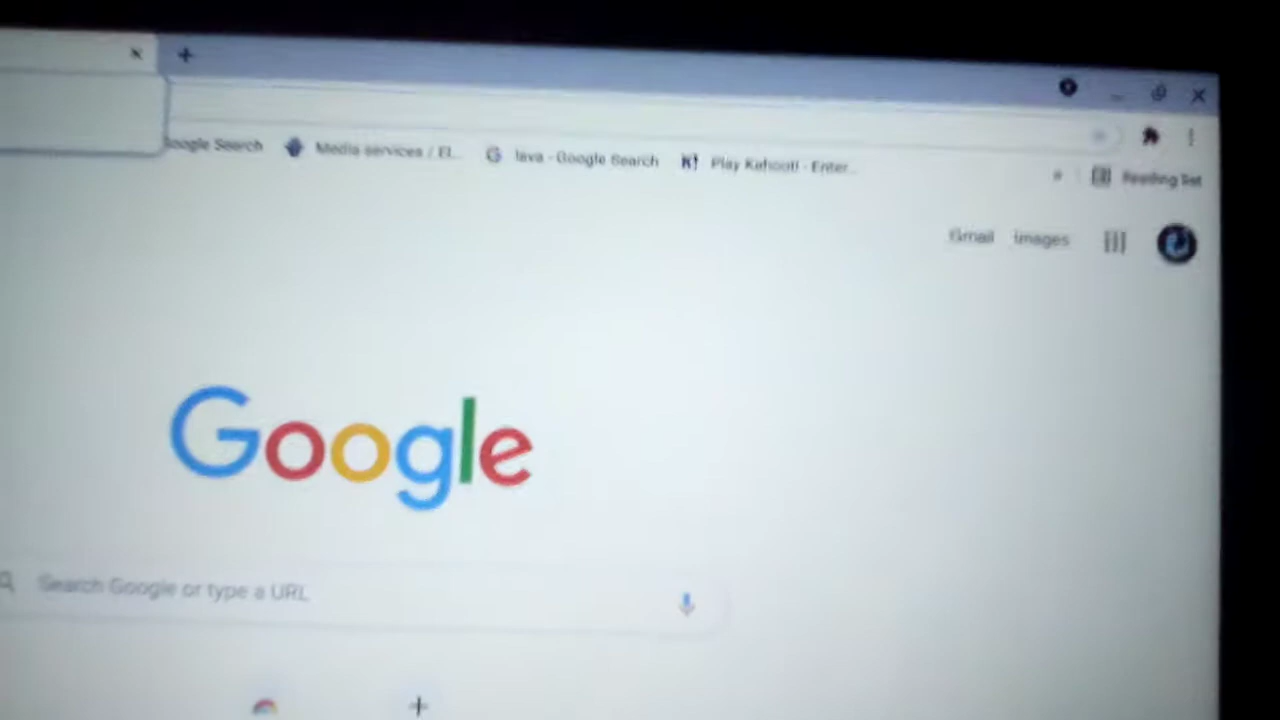 Google Search
Media services / El...
lava - Google Search
K!
Play Kahoot! - Enter...
Reading list
Gmail
Images
Google
Search Google or type a URL